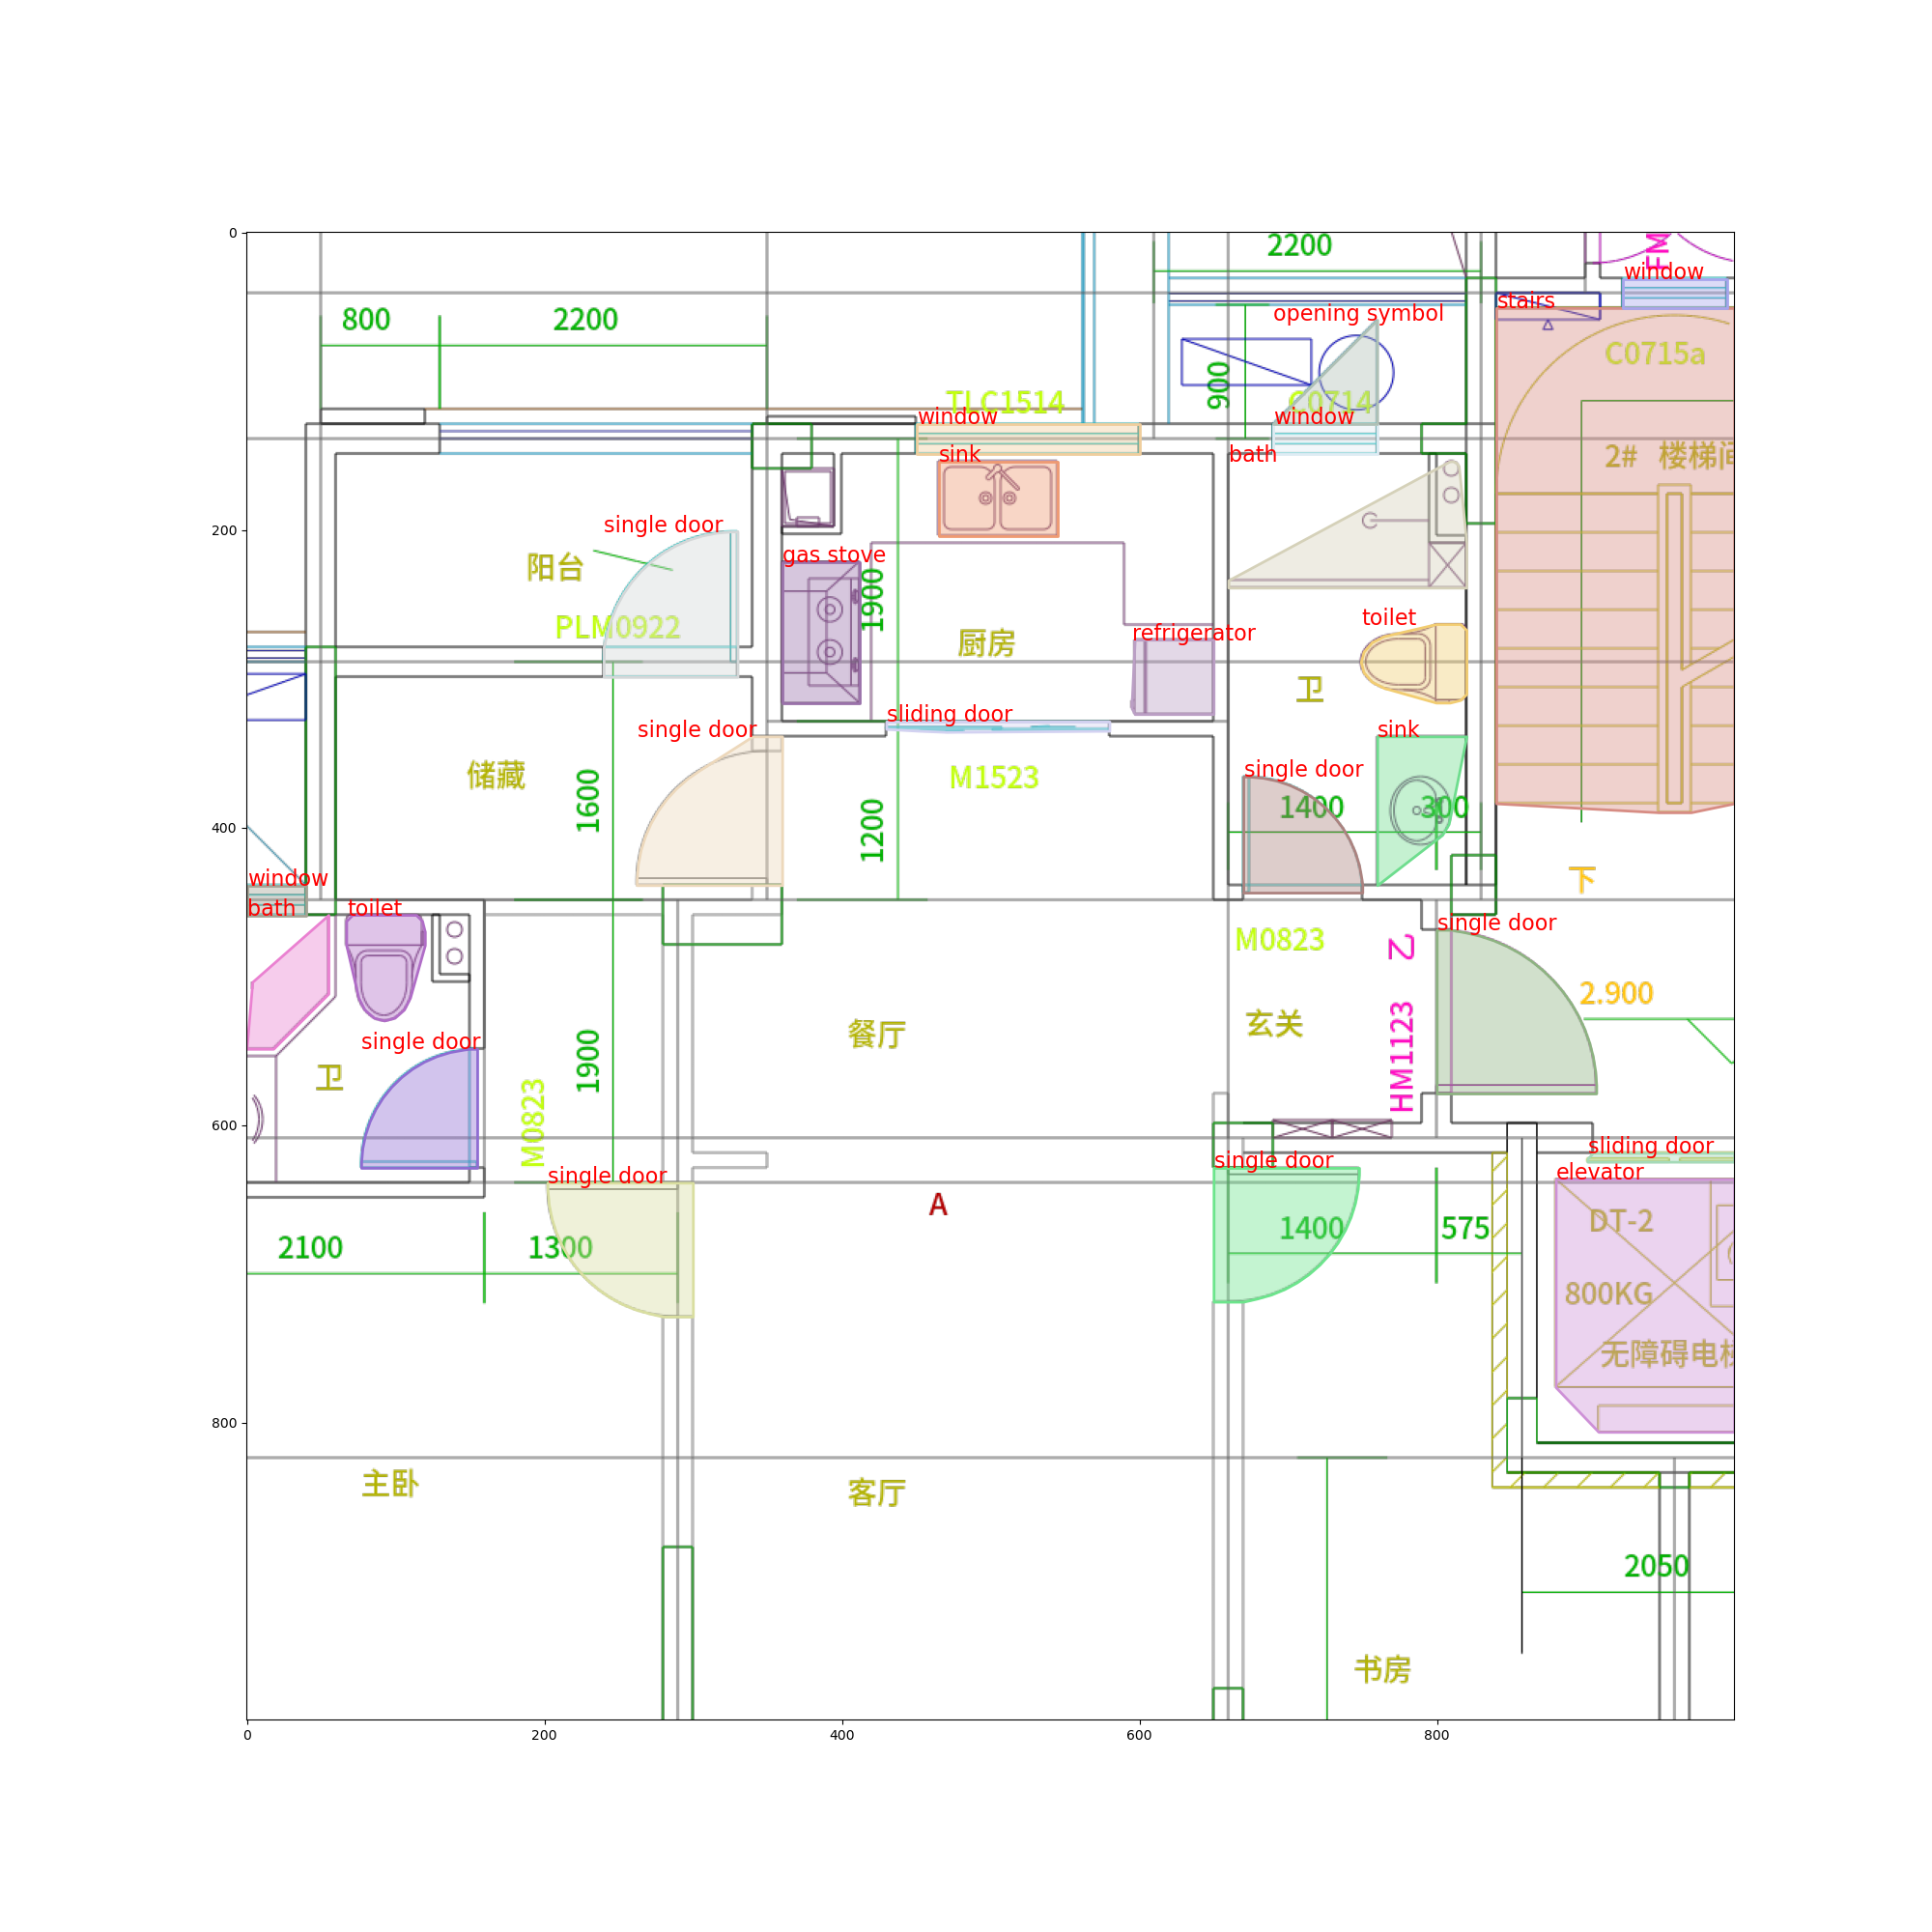 0
200
400
600
800
0
200
400
600
800
2200
FM
window
stairs
opening symbol
800
2200
C0715a
900
TLC1514
C0714
window
window
sink
bath
2#
楼梯间
single door
阳台
gas stove
1900
PLM0922
toilet
refrigerator
厨房
卫
sliding door
sink
single door
储藏
1600
M1523
single door
1400
300
1200
window
bath
toilet
下
single door
M0823
乙
HM1123
2.900
餐厅
玄关
single door
卫
1900
M0823
single door
sliding door
single door
elevator
A
DT-2
1400
575
2100
1300
800KG
无障碍电梯
主卧
客厅
2050
书房